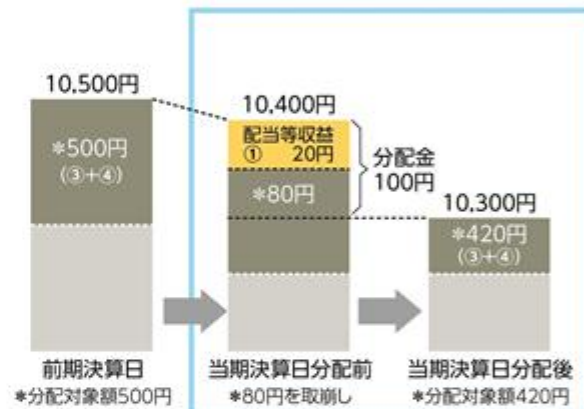 10,500円
*500円
(③+④)
10,400円
配当等収益
① 20円
*80円
分配金
100円
10,300円
*420円
(③+④)
前期決算日
*分配対象額500円
当期決算日分配前
*80円を取崩し
当期決算日分配後
*分配対象額420円